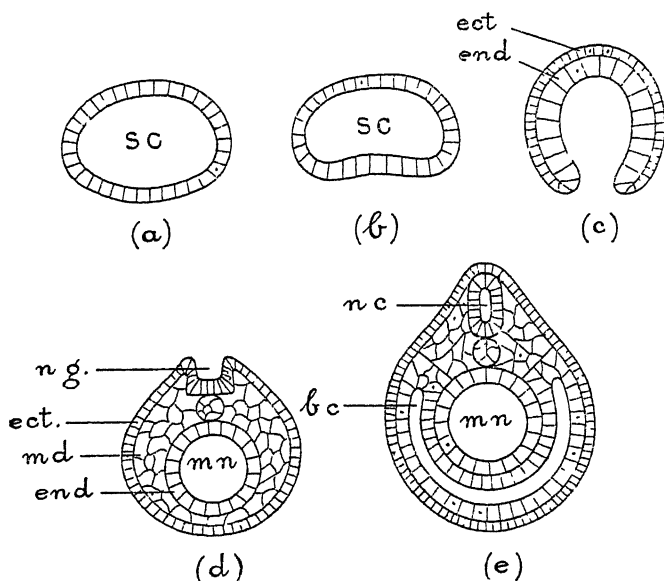 SC
(a)
SC
(b)
ect
end
(c)
n g.
ect.
md
end
mn
(d)
n c
b c
mn
(e)